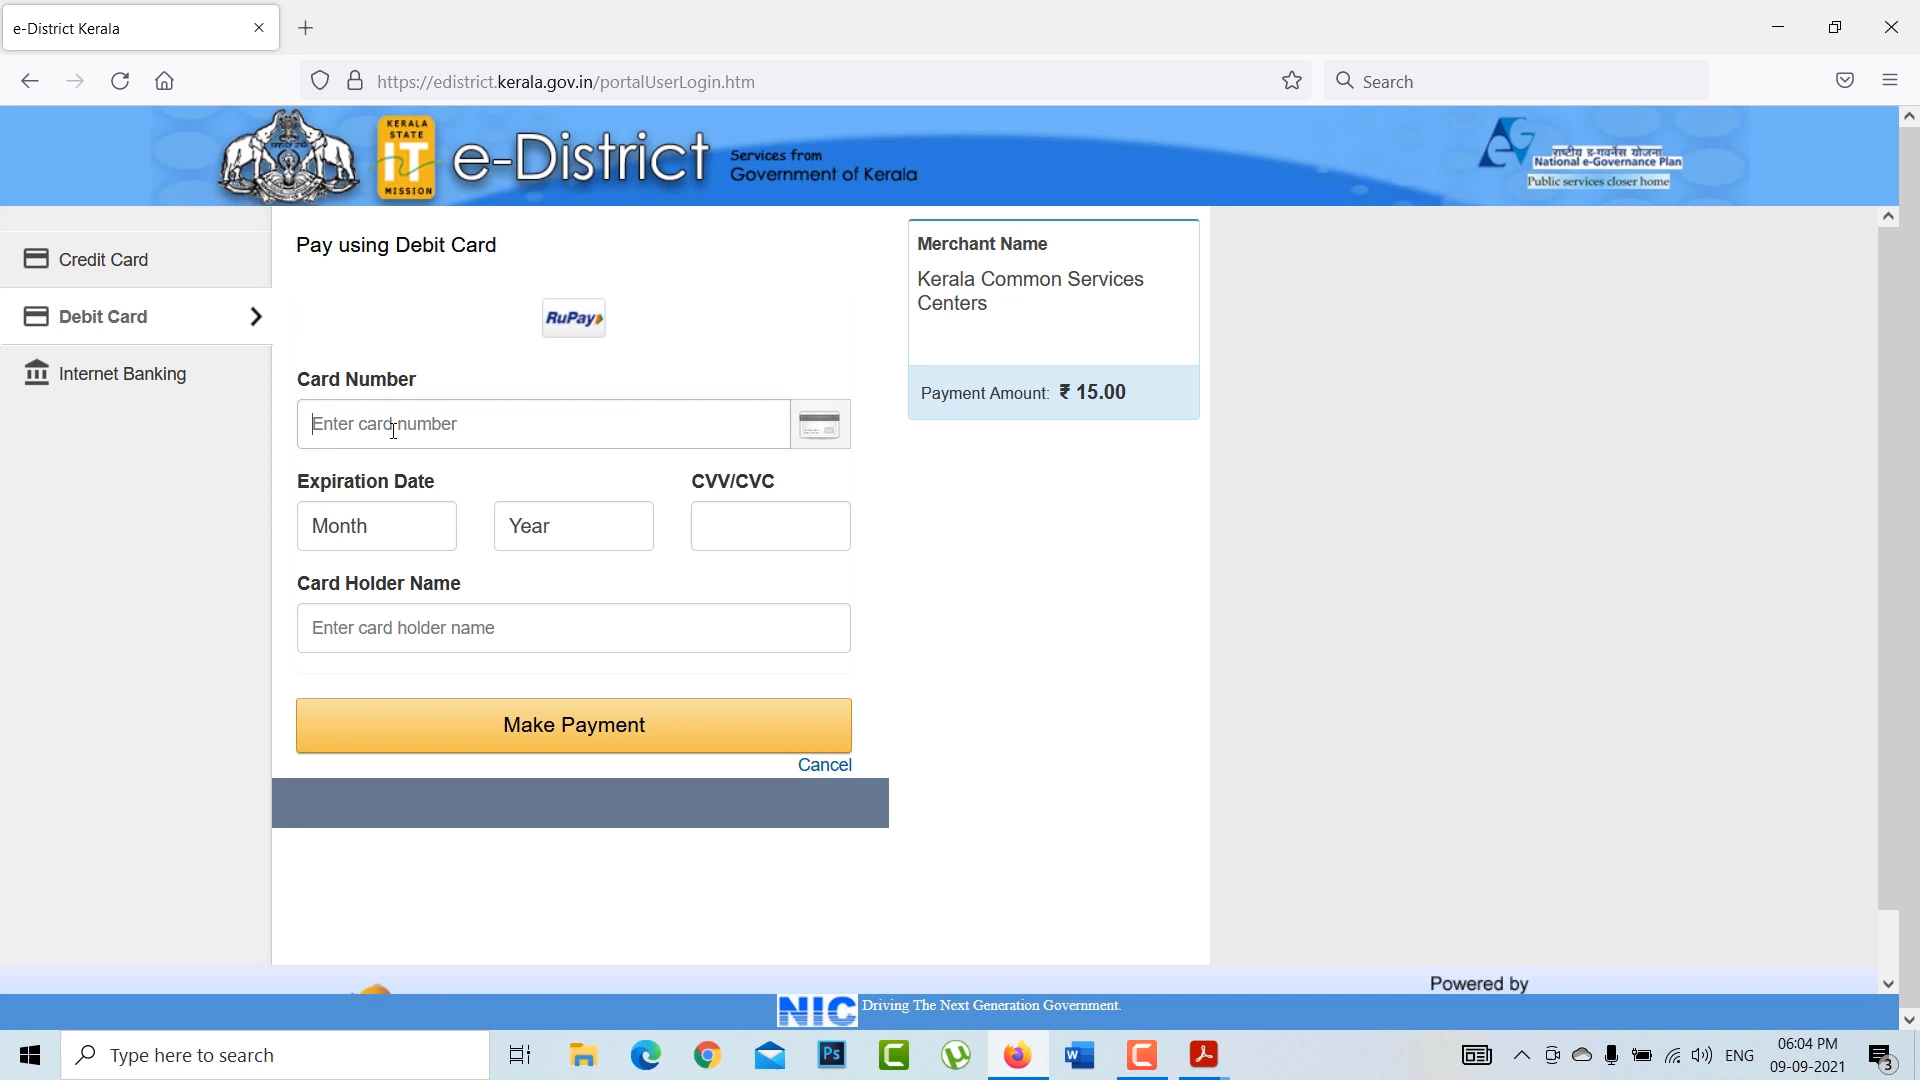 e-District Kerala
https://edistrict.kerala.gov.in/portalUserLogin.htm
Search
KERALA
STATE
IT
MISSION
e-District
Services from
Government of Kerala
राष्ट्रीय ई-गवर्नेंस योजना
National e-Governance Plan
Public services closer home
Credit Card
Debit Card
Internet Banking
Pay using Debit Card
RuPay
Card Number
Enter card number
Expiration Date
CVV/CVC
Month
Year
Card Holder Name
Enter card holder name
Make Payment
Cancel
Merchant Name
Kerala Common Services
Centers
Payment Amount: ₹ 15.00
Powered by
NIC Driving The Next Generation Government.
Type here to search
Ps
ENG
06:04 PM
09-09-2021
3